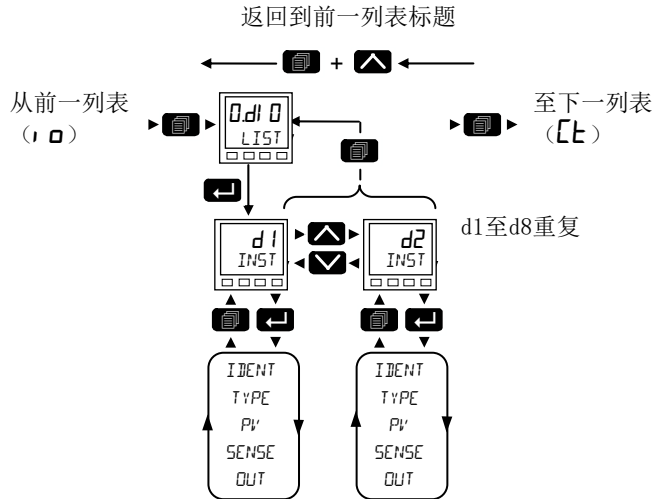 返回到前一列表标题
+
从前一列表
（io）
O.dIO
LIST
至下一列表
（Ct）
d1
INST
d2
INST
d1至d8重复
IDENT
TYPE
PV
SENSE
OUT
IDENT
TYPE
PV
SENSE
OUT